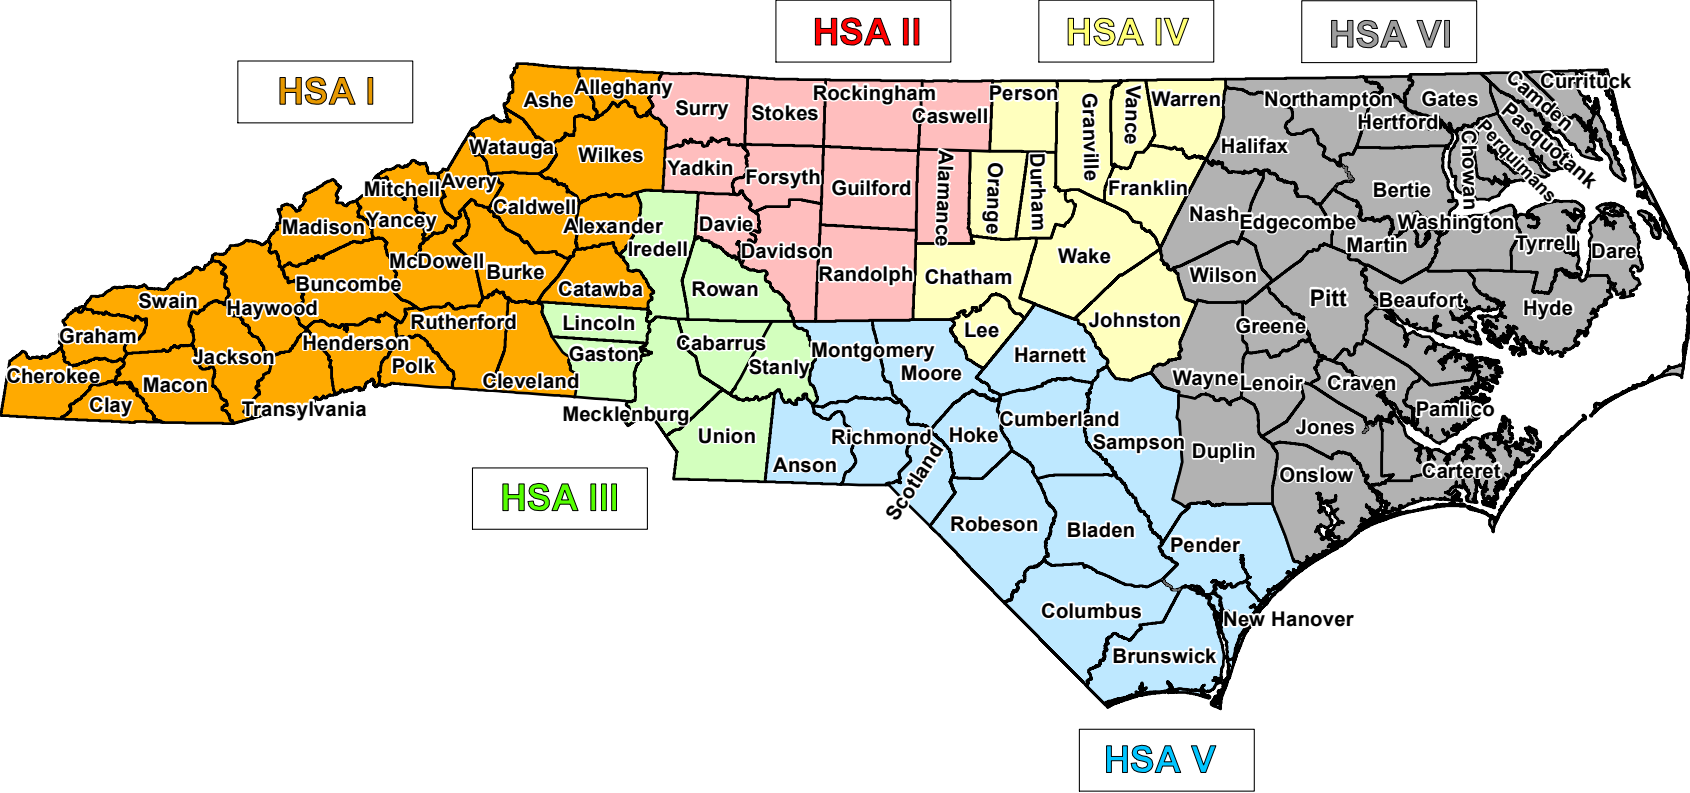 HSA II
HSA IV
HSA VI
HSA I
Alleghany
Ashe
Surry
Stokes
Rockingham
Caswell
Person
Granville
Vance
Warren
Northampton
Gates
Camden
Currituck
Hertford
Pasquotank
Perquimans
Chowan
Halifax
Watauga
Wilkes
Yadkin
Forsyth
Guilford
Alamance
Orange
Durham
Franklin
Bertie
Mitchell
Avery
Caldwell
Yancey
Madison
Alexander
Iredell
Davie
Davidson
Randolph
Chatham
Wake
Nash
Edgecombe
Martin
Washington
Tyrrell
Dare
McDowell
Burke
Catawba
Rowan
Wilson
Pitt
Beaufort
Hyde
Buncombe
Swain
Haywood
Graham
Rutherford
Lincoln
Cabarrus
Lee
Johnston
Greene
Henderson
Jackson
Polk
Cleveland
Gaston
Stanly
Montgomery
Moore
Harnett
Wayne
Lenoir
Craven
Pamlico
Cherokee
Macon
Clay
Transylvania
Mecklenburg
Union
Anson
Richmond
Scotland
Hoke
Cumberland
Sampson
Duplin
Jones
Onslow
Carteret
HSA III
Robeson
Bladen
Pender
Columbus
New Hanover
Brunswick
HSA V